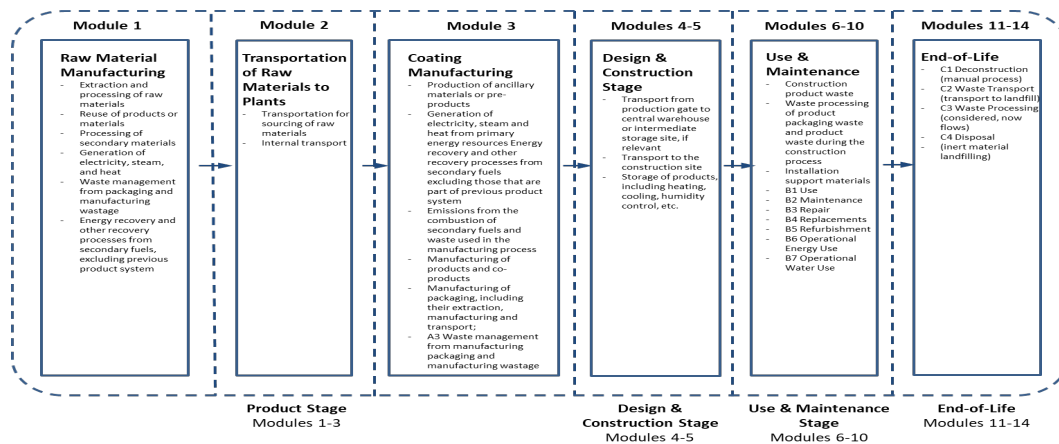 Module 1
Raw Material
Manufacturing
- Extraction and
processing of raw
materials
- Reuse of products or
materials
- Processing of
secondary materials
- Generation of
electricity, steam,
and heat
- Waste management
from packaging and
manufacturing
wastage
- Energy recovery and
other recovery
processes from
secondary fuels,
excluding previous
product system
Module 2
Transportation
of Raw
Materials to
Plants
- Transportation for
sourcing of raw
materials
- Internal transport
Module 3
Coating
Manufacturing
- Production of ancillary
materials or pre-
products
- Generation of
electricity, steam and
heat from primary
energy resources Energy
recovery and other
recovery processes from
secondary fuels
excluding those that are
part of previous product
system
- Emissions from the
combustion of
secondary fuels and
waste used in the
manufacturing process
- Manufacturing of
products and co-
products
- Manufacturing of
packaging, including
their extraction,
manufacturing and
transport;
- A3 Waste management
from manufacturing
packaging and
manufacturing wastage
Modules 4-5
Design &
Construction
Stage
- Transport from
production gate to
central warehouse
or intermediate
storage site, if
relevant
- Transport to the
construction site
- Storage of products,
including heating,
cooling, humidity
control, etc.
Modules 6-10
Use &
Maintenance
- Construction
product waste
- Waste processing
of product
packaging waste
and product
waste during the
construction
process
- Installation
support materials
- B1 Use
- B2 Maintenance
- B3 Repair
- B4 Replacements
- B5 Refurbishment
- B6 Operational
Energy Use
- B7 Operational
Water Use
Modules 11-14
End-of-Life
- C1 Deconstruction
(manual process)
- C2 Waste Transport
(transport to landfill)
- C3 Waste Processing
(considered, now
flows)
- C4 Disposal
- (inert material
landfilling)
Product Stage
Modules 1-3
Design &
Construction Stage
Modules 4-5
Use & Maintenance
Stage
Modules 6-10
End-of-Life
Modules 11-14